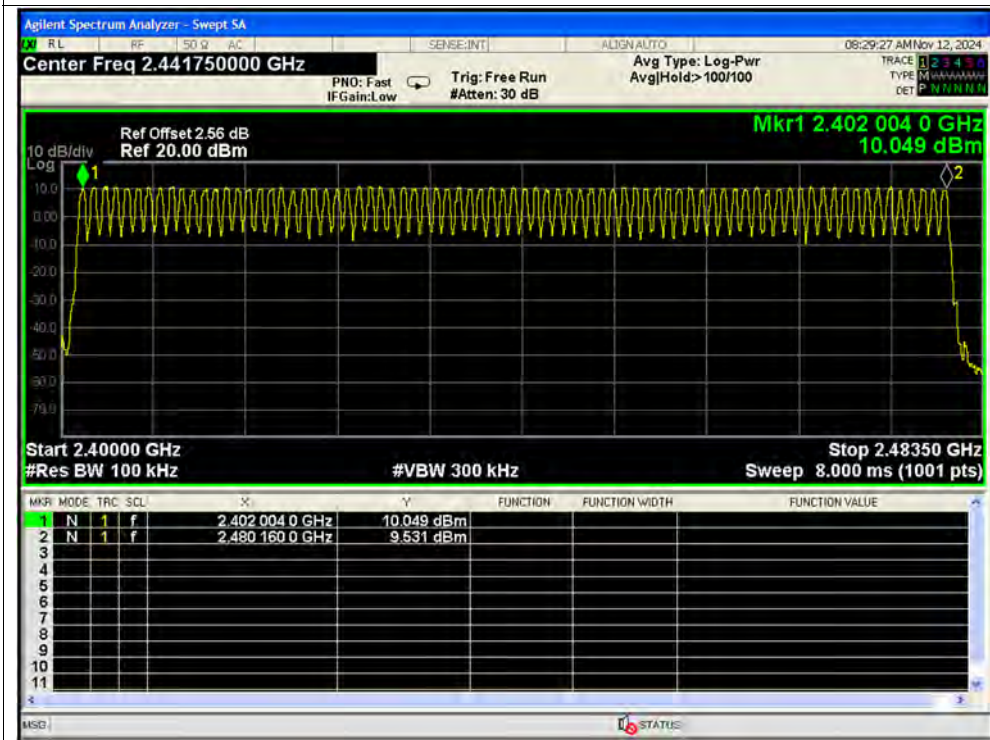 Agilent Spectrum Analyzer - Swept SA
LXI RL RF 50 Ω AC SENSE:INT ALIGN AUTO 08:29:27 AM Nov 12, 2024
Center Freq 2.441750000 GHz
PNO: Fast
IFGain:Low
Trig: Free Run
#Atten: 30 dB
Avg Type: Log-Pwr
Avg|Hold:>100/100
TRACE 1 2 3 4 5 6
TYPE M
DET P N N N N N
Mkr1 2.402 004 0 GHz
10.049 dBm
Ref Offset 2.56 dB
10 dB/div Ref 20.00 dBm
Log
1
2
10.0
0.00
-10.0
-20.0
-30.0
-40.0
-50.0
-60.0
-70.0
Start 2.40000 GHz Stop 2.48350 GHz
#Res BW 100 kHz #VBW 300 kHz Sweep 8.000 ms (1001 pts)
MKR MODE TRC SCL X Y FUNCTION FUNCTION WIDTH FUNCTION VALUE
1 N 1 f 2.402 004 0 GHz 10.049 dBm
2 N 1 f 2.480 160 0 GHz 9.531 dBm
3
4
5
6
7
8
9
10
11
MSG STATUS